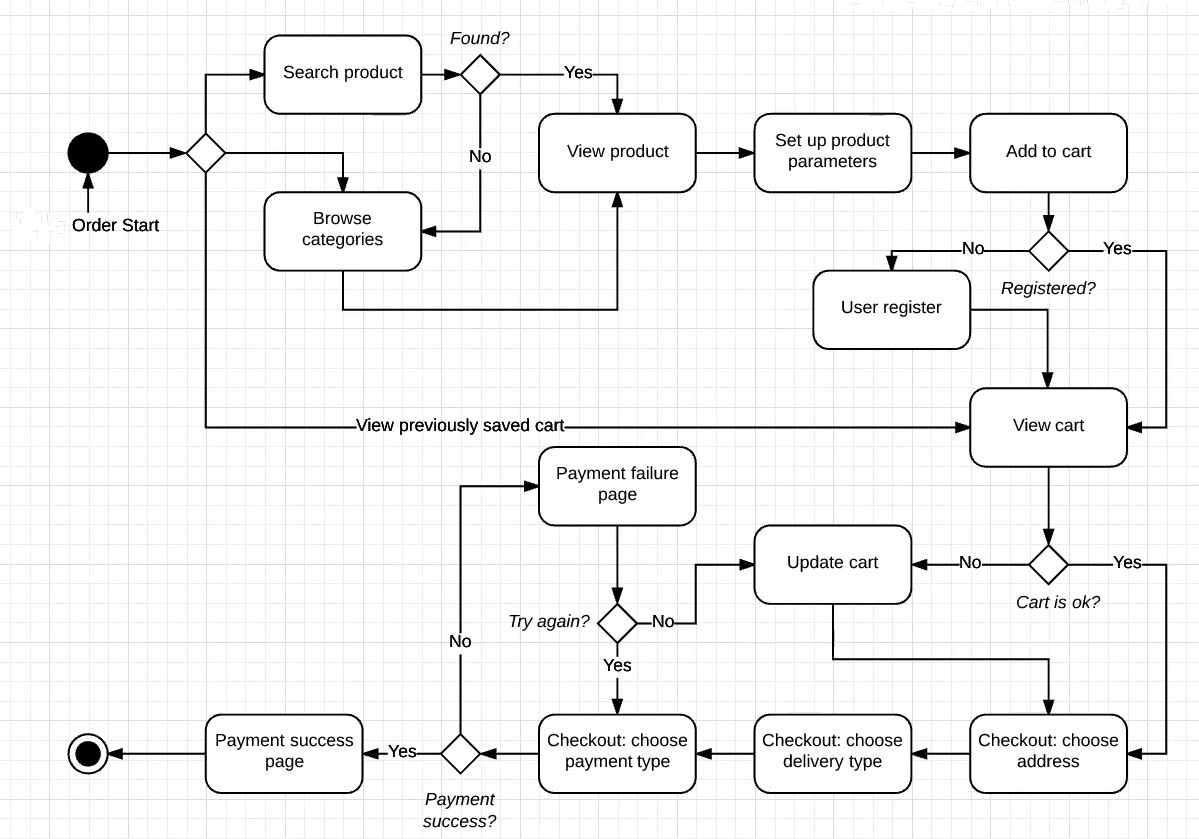 Found?
Search product
Yes
No
View product
Set up product
parameters
Add to cart
Order Start
Browse
categories
No
Yes
Registered?
User register
View previously saved cart
View cart
Payment failure
page
Update cart
No
Yes
Cart is ok?
Try again?
No
No
Yes
Payment success
page
Yes
Checkout: choose
payment type
Checkout: choose
delivery type
Checkout: choose
address
Payment
success?